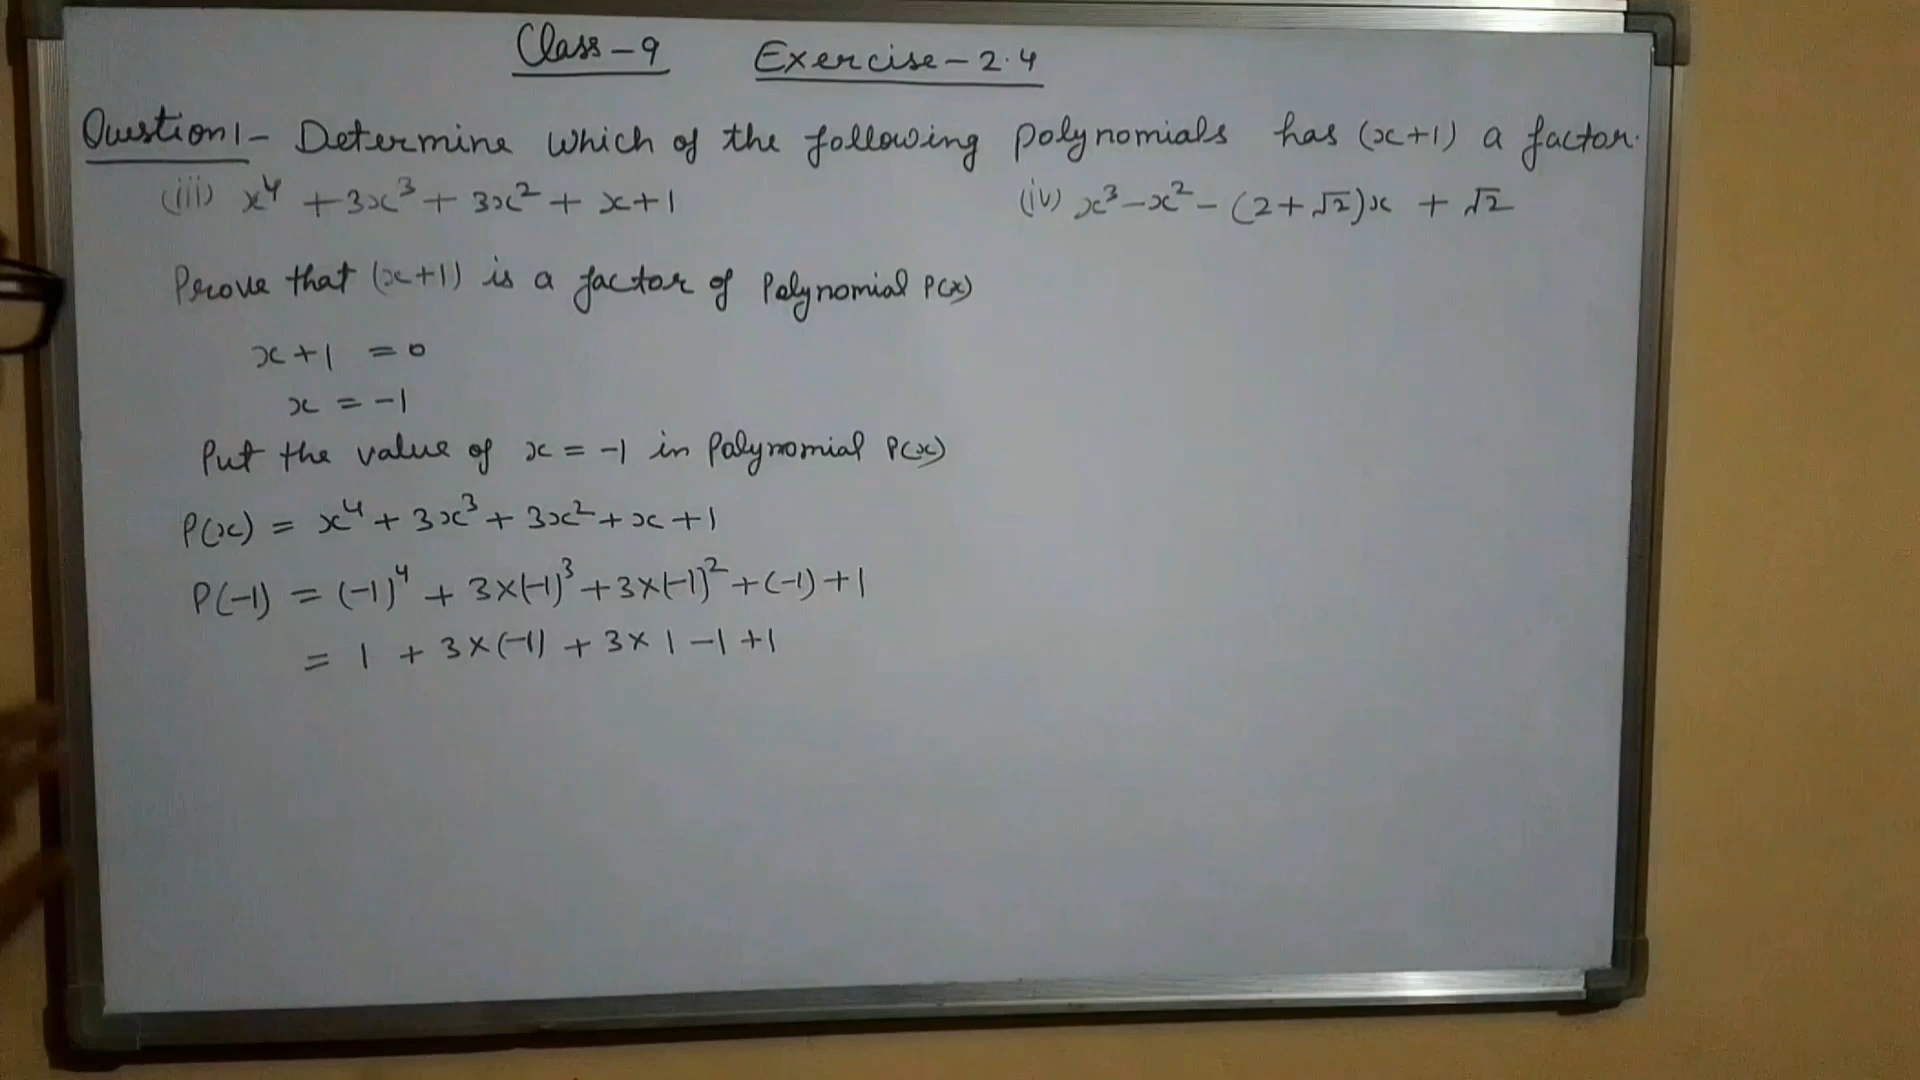 Class-9 Exercise-2.4
Question 1- Determine which of the following polynomials has (x+1) a factor.
(iii) x⁴ + 3x³ + 3x² + x + 1 (iv) x³ - x² - (2+√2)x + √2
Prove that (x+1) is a factor of Polynomial P(x)
x + 1 = 0
x = -1
Put the value of x = -1 in Polynomial P(x)
P(x) = x⁴ + 3x³ + 3x² + x + 1
P(-1) = (-1)⁴ + 3×(-1)³ + 3×(-1)² + (-1) + 1
= 1 + 3×(-1) + 3×1 -1 +1